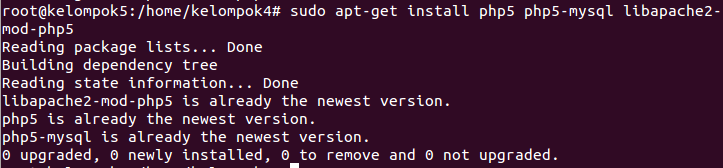 root@kelompok5:/home/kelompok4# sudo apt-get install php5 php5-mysql libapache2-
mod-php5
Reading package lists... Done
Building dependency tree
Reading state information... Done
libapache2-mod-php5 is already the newest version.
php5 is already the newest version.
php5-mysql is already the newest version.
0 upgraded, 0 newly installed, 0 to remove and 0 not upgraded.